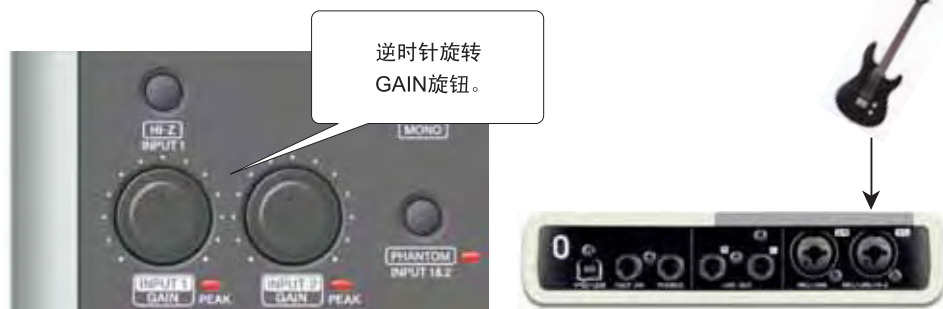 逆时针旋转
GAIN旋钮。
HI-Z
INPUT 1
MONO
PHANTOM
INPUT 1&2
INPUT 1
GAIN
PEAK
INPUT 2
GAIN
PEAK